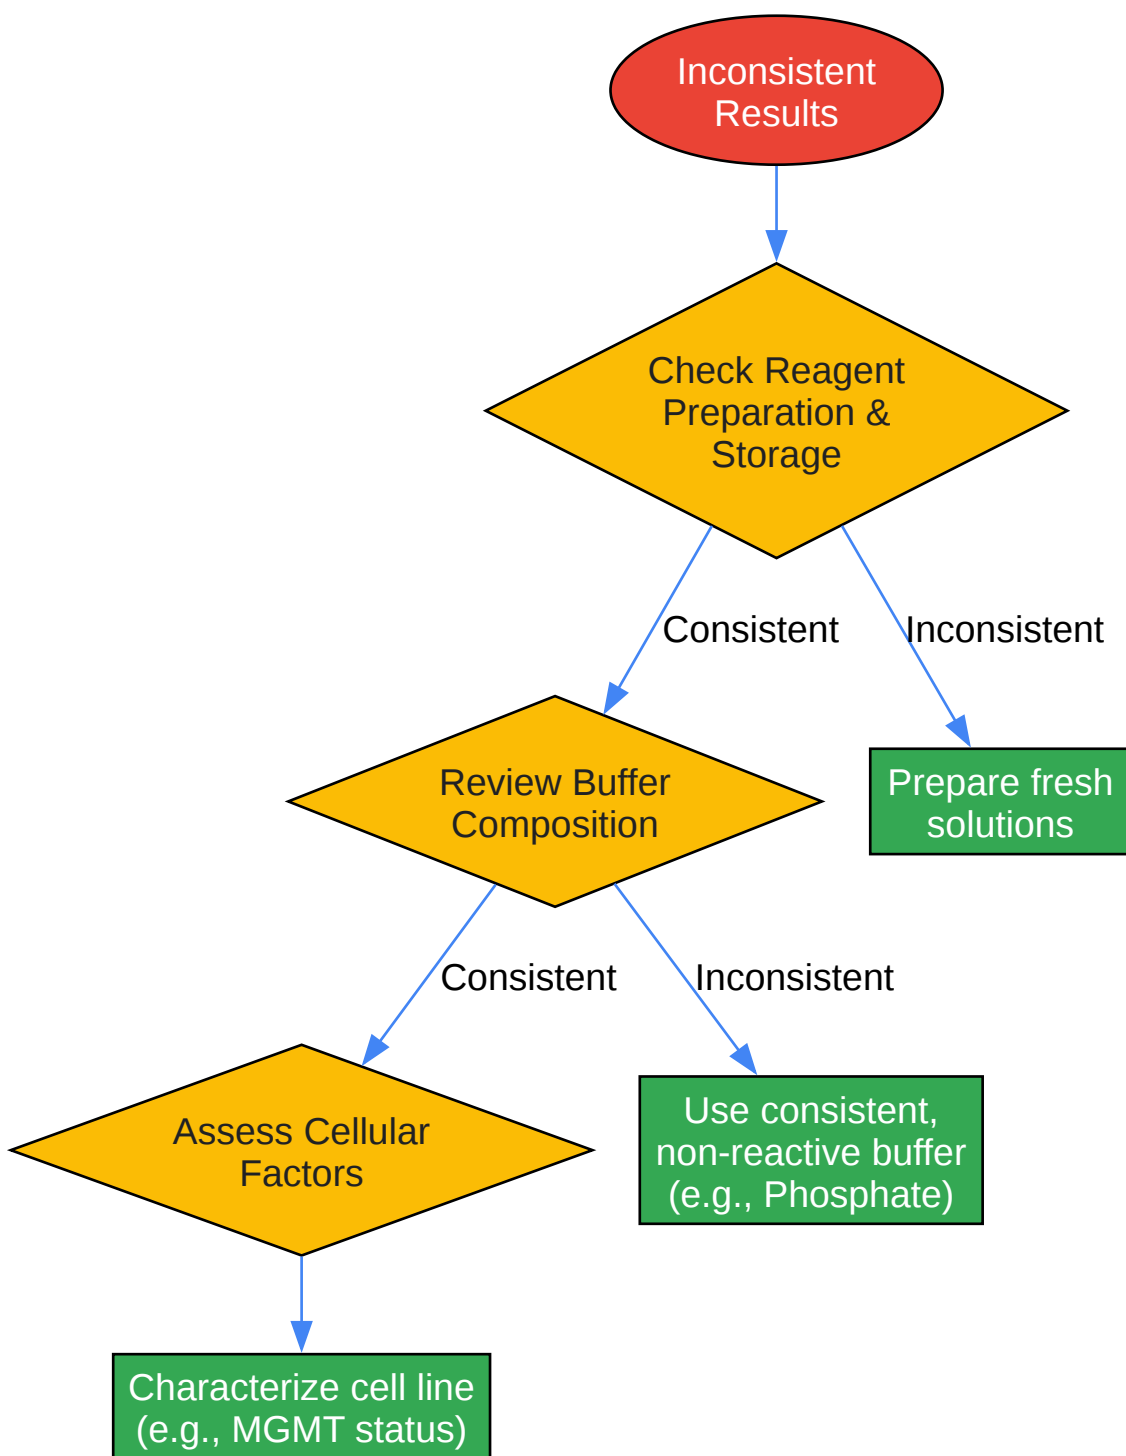 Inconsistent
Results
Check Reagent
Preparation &
Storage
Consistent
Inconsistent
Review Buffer
Composition
Prepare fresh
solutions
Consistent
Inconsistent
Assess Cellular
Factors
Use consistent,
non-reactive buffer
(e.g., Phosphate)
Characterize cell line
(e.g., MGMT status)